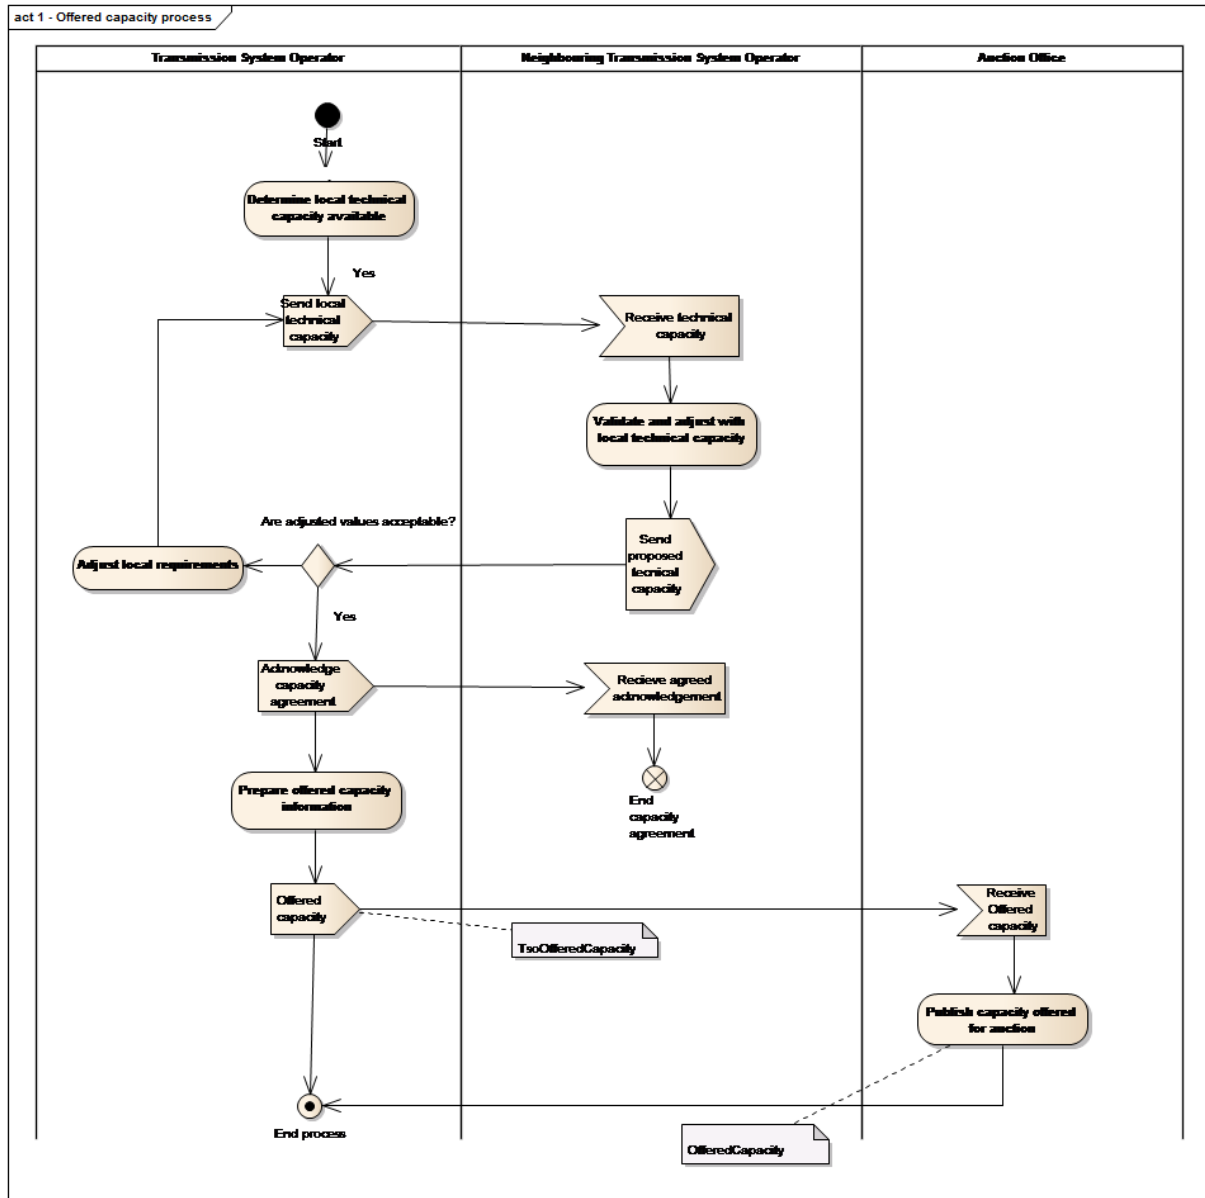 act 1 - Offered capacity process
Transmission System Operator
Neighbouring Transmission System Operator
Auction Office
Start
Determine local technical
capacity available
Yes
Send local
technical
capacity
Receive technical
capacity
Validate and adjust with
local technical capacity
Are adjusted values acceptable?
Send
proposed
tecnical
capacity
Adjust local requirements
Yes
Acknowledge
capacity
agreement
Recieve agreed
acknowledgement
Prepare offered capacity
information
End
capacity
agreement
Offered
capacity
Receive
Offered
capacity
TsoOfferedCapacity
Publish capacity offered
for auction
End process
OfferedCapacity